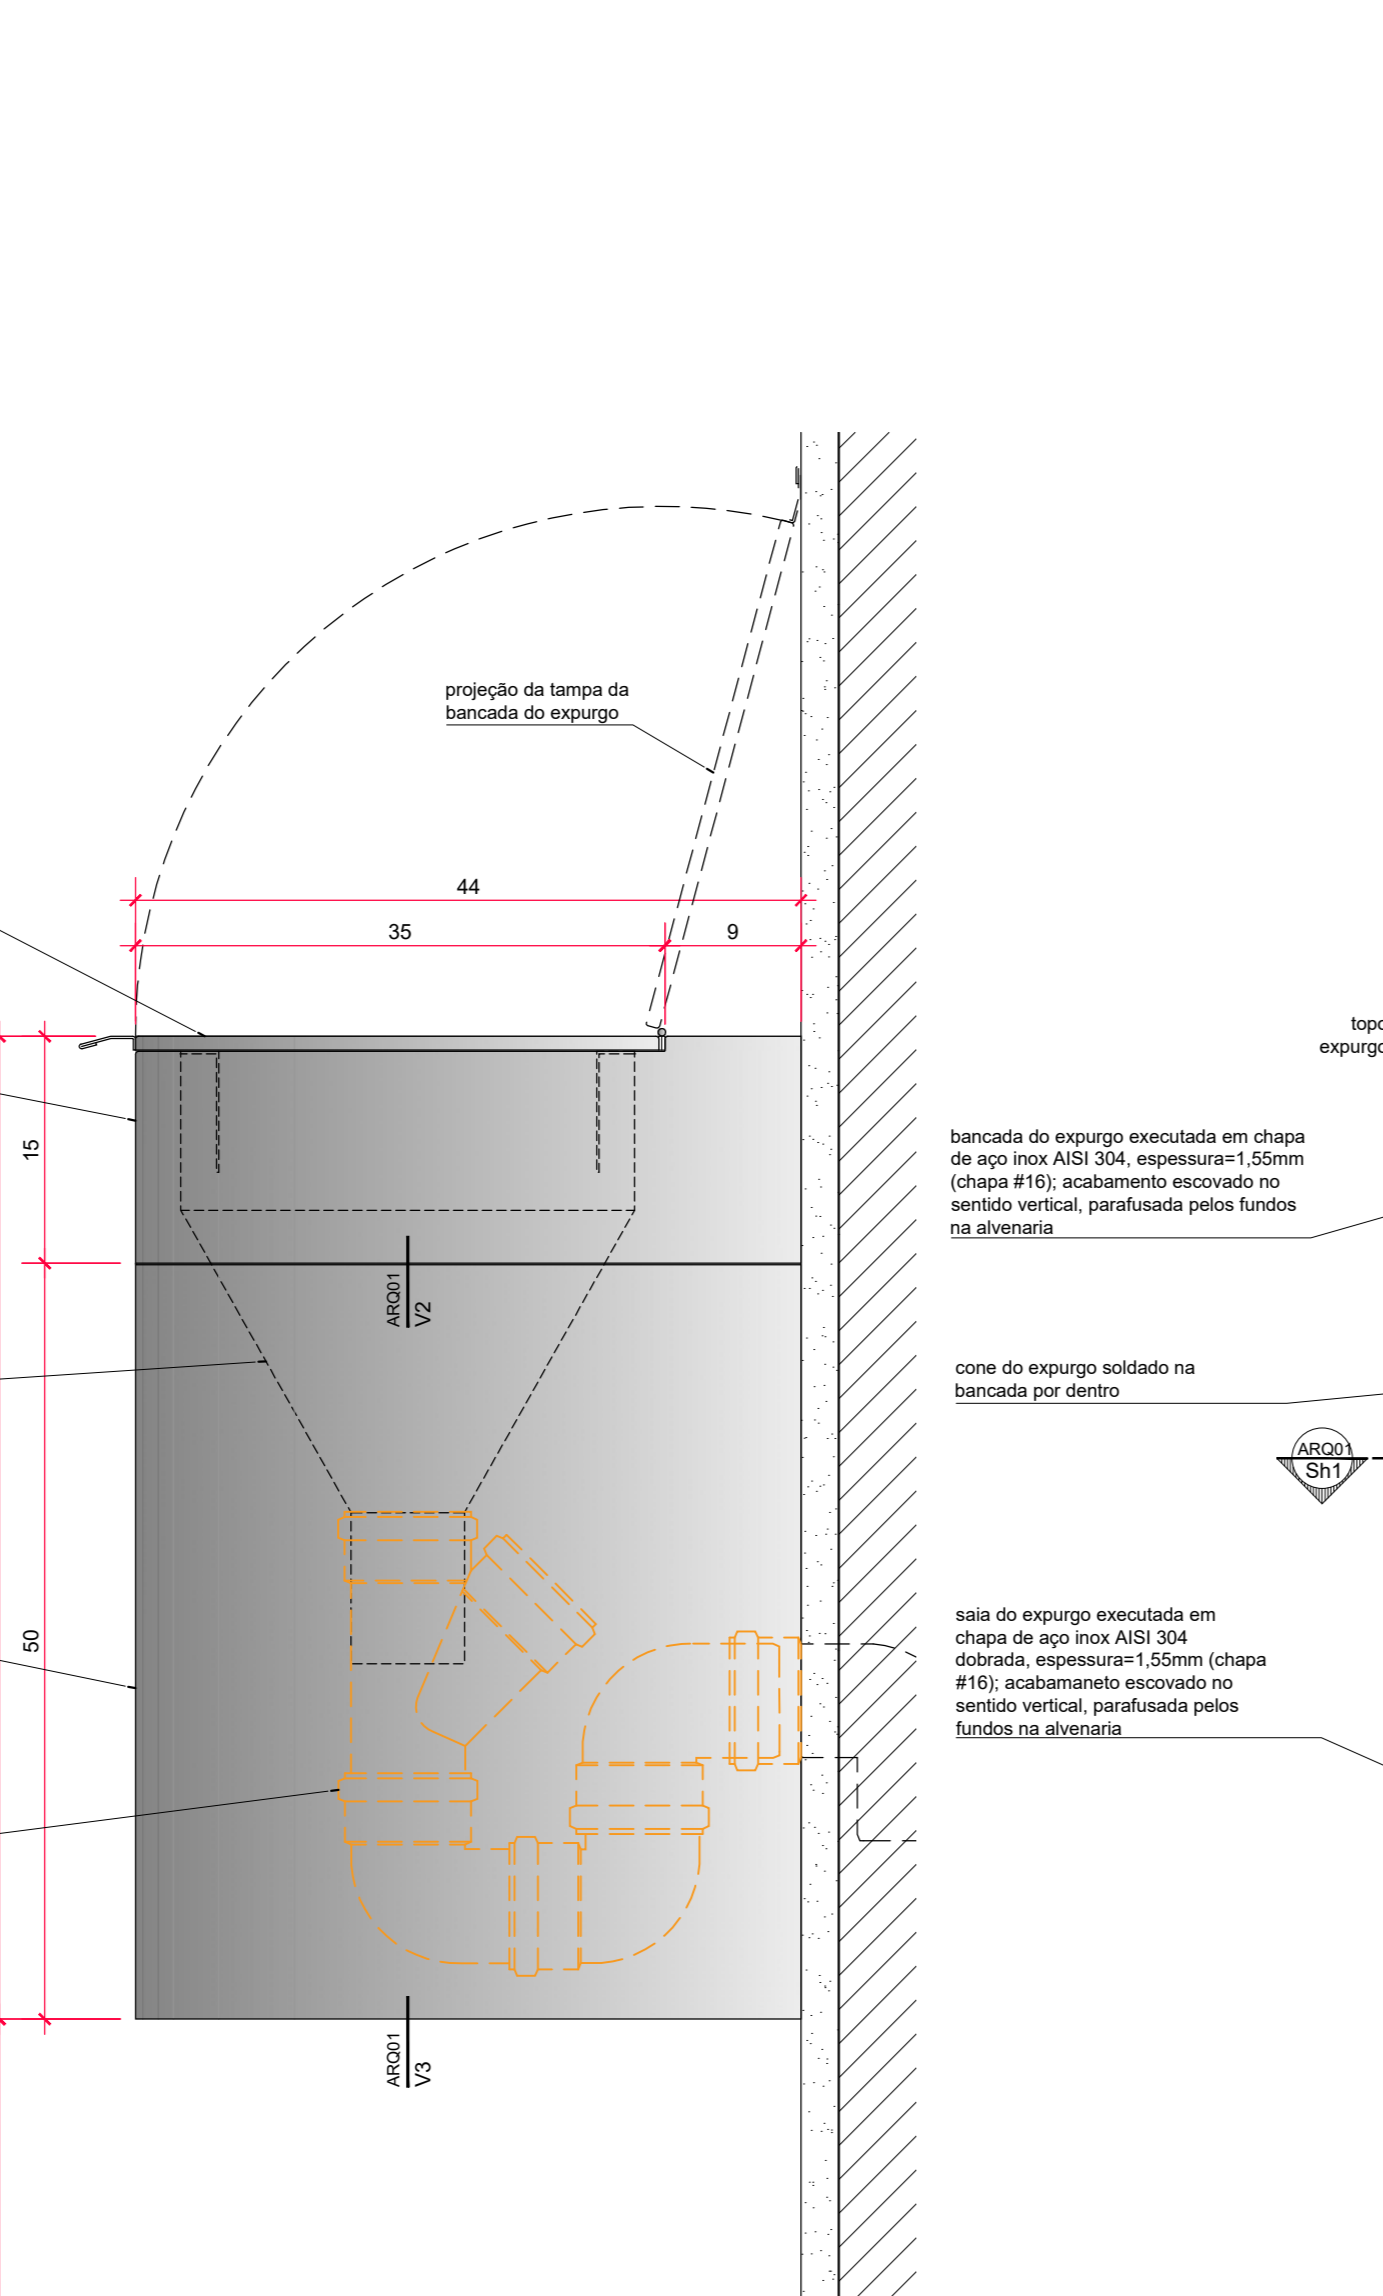 projeção da tampa da
bancada do expurgo
44
35
9
15
50
ARQ01
V2
ARQ01
V3
topo
expurgo
bancada do expurgo executada em chapa
de aço inox AISI 304, espessura=1,55mm
(chapa #16); acabamento escovado no
sentido vertical, parafusada pelos fundos
na alvenaria
cone do expurgo soldado na
bancada por dentro
ARQ01
Sh1
saia do expurgo executada em
chapa de aço inox AISI 304
dobrada, espessura=1,55mm (chapa
#16); acabamaneto escovado no
sentido vertical, parafusada pelos
fundos na alvenaria